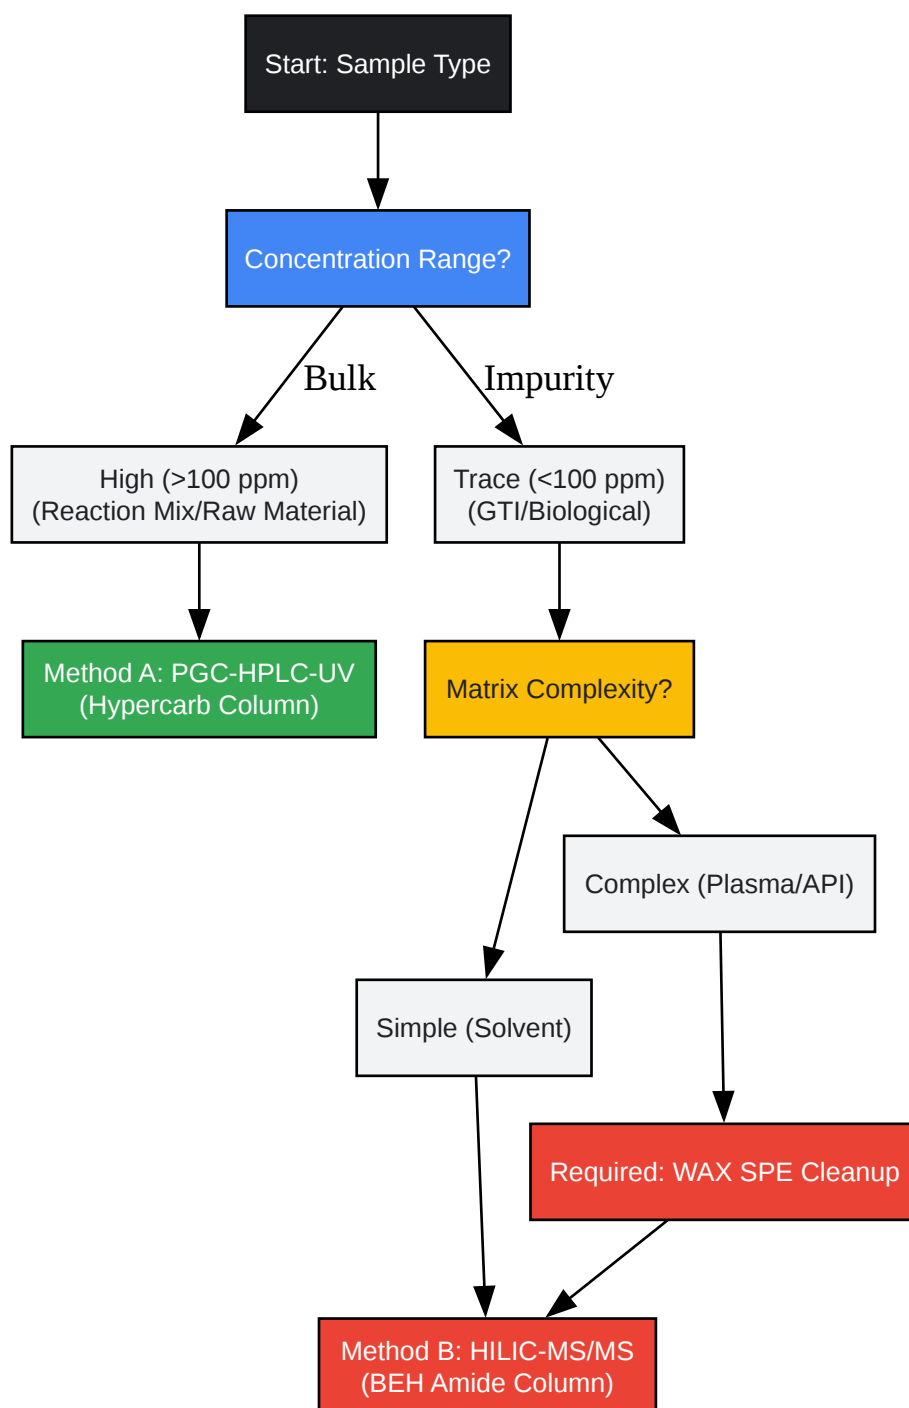 Start: Sample Type
Concentration Range?
Bulk
Impurity
High (>100 ppm)
(Reaction Mix/Raw Material)
Trace (<100 ppm)
(GTI/Biological)
Method A: PGC-HPLC-UV
(Hypercarb Column)
Matrix Complexity?
Complex (Plasma/API)
Simple (Solvent)
Required: WAX SPE Cleanup
Method B: HILIC-MS/MS
(BEH Amide Column)